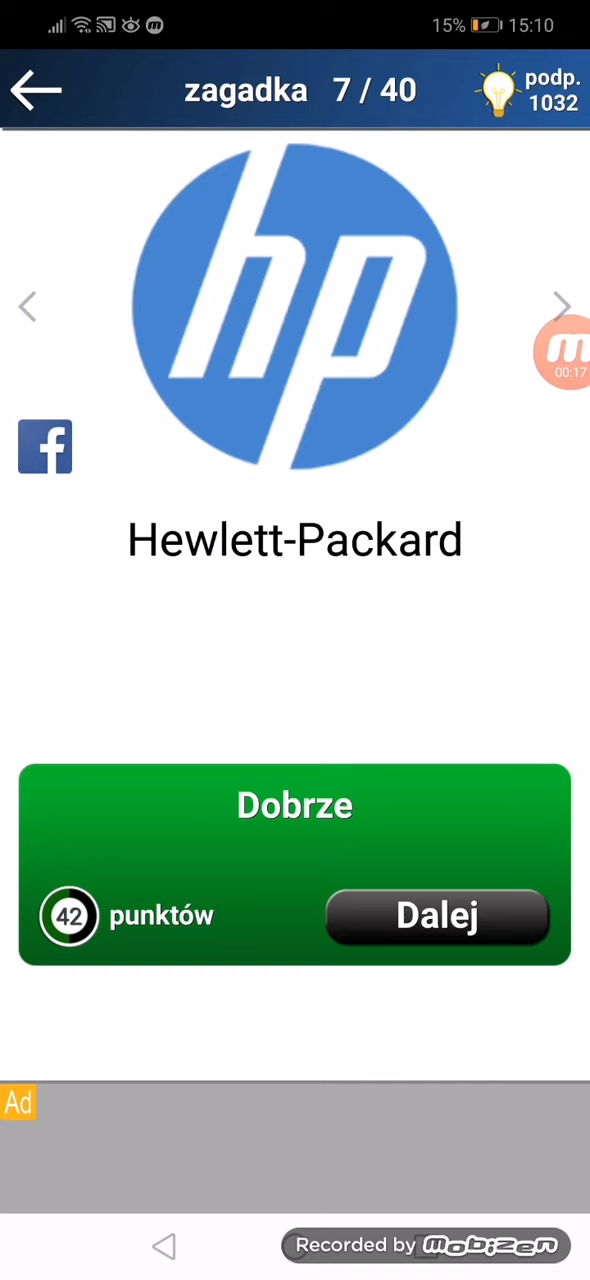 15% 15:10
zagadka 7 / 40
podp.
1032
hp
m
00:17
f
Hewlett-Packard
Dobrze
42 punktów
Dalej
Ad
Recorded by mobizen